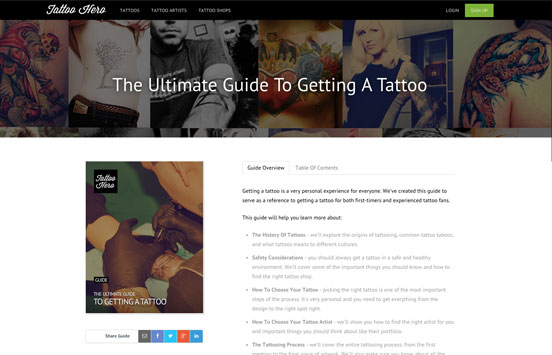 Tattoo Hero TATTOOS TATTOO ARTISTS TATTOO SHOPS LOGIN SIGN UP
The Ultimate Guide To Getting A Tattoo
Tattoo
Hero
GUIDE
THE ULTIMATE GUIDE
TO GETTING A TATTOO
Share Guide
Guide Overview Table Of Contents
Getting a tattoo is a very personal experience for everyone. We've created this guide to
serve as a reference to getting a tattoo for both first-timers and experienced tattoo fans.
This guide will help you learn more about:
The History Of Tattoos - we'll explore the origins of tattooing, common tattoo taboos,
and what tattoos mean to different cultures.
Safety Considerations - you should always get a tattoo in a safe and healthy
environment. We'll cover some of the important things you should know and how to
find the right tattoo shop.
How To Choose Your Tattoo - picking the right tattoo is one of the most important
steps of the process. It's very personal and you need to get everything from the
design to the right spot right.
How To Choose Your Tattoo Artist - we'll show you how to find the right artist for you
and important things you should think about like their portfolio.
The Tattooing Process - we'll cover the entire tattooing process: from the first
meeting to the final piece of artwork. We'll also make sure you know all the